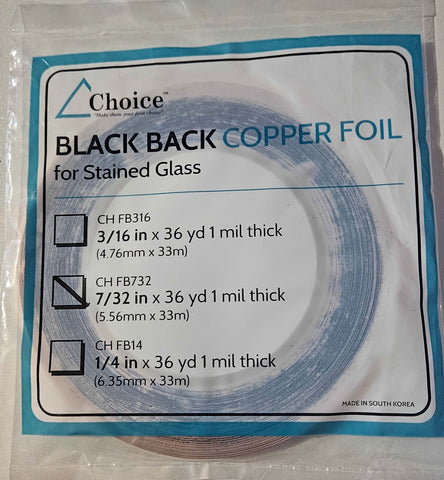 Choice™
"Make them your first choice"
BLACK BACK COPPER FOIL
for Stained Glass
CH FB316
3/16 in x 36 yd 1 mil thick
(4.76mm x 33m)
CH FB732
7/32 in x 36 yd 1 mil thick
(5.56mm x 33m)
CH FB14
1/4 in x 36 yd 1 mil thick
(6.35mm x 33m)
MADE IN SOUTH KOREA